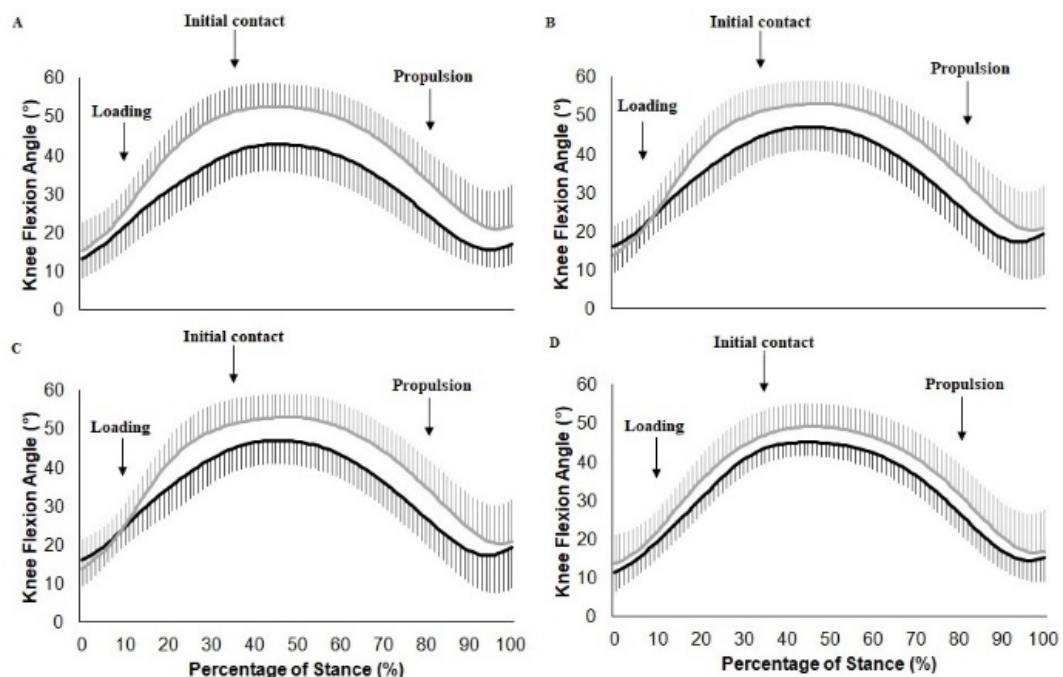 A
Initial contact
Propulsion
Loading
Knee Flexion Angle (°)
60
50
40
30
20
10
0
B
Initial contact
Propulsion
Loading
Knee Flexion Angle (°)
60
50
40
30
20
10
0
C
Initial contact
Propulsion
Loading
Knee Flexion Angle (°)
60
50
40
30
20
10
0
0 10 20 30 40 50 60 70 80 90 100
Percentage of Stance (%)
D
Initial contact
Propulsion
Loading
Knee Flexion Angle (°)
60
50
40
30
20
10
0
0 10 20 30 40 50 60 70 80 90 100
Percentage of Stance (%)